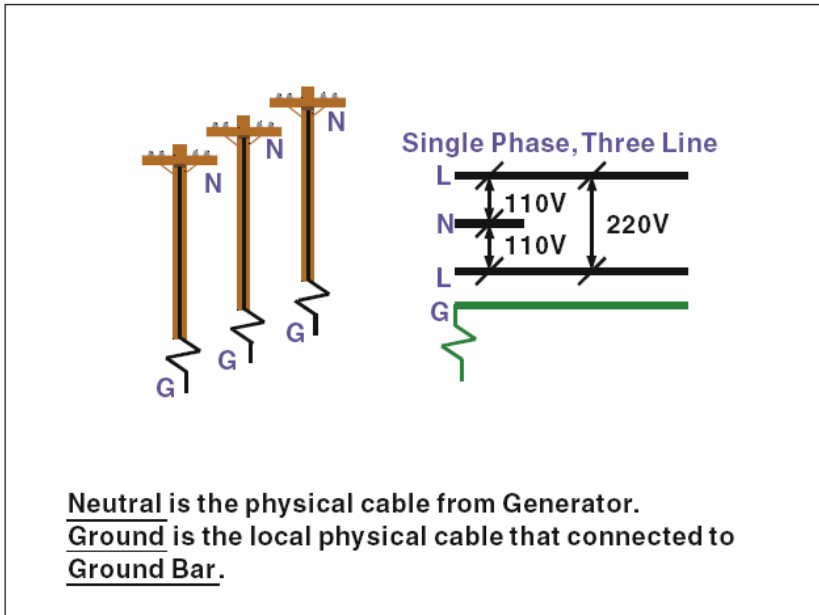 N
N
N
G
G
G
Single Phase, Three Line
L
110V
N
220V
110V
L
G
Neutral is the physical cable from Generator.
Ground is the local physical cable that connected to
Ground Bar.